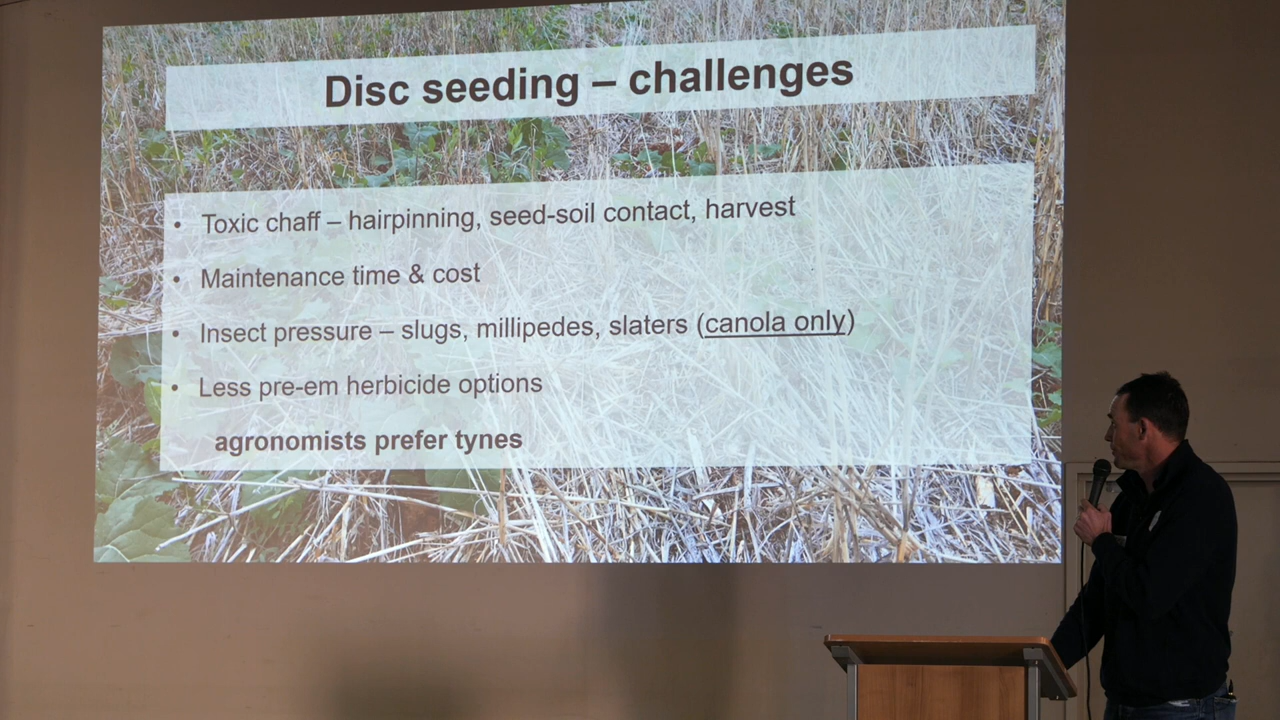 Disc seeding – challenges
• Toxic chaff – hairpinning, seed-soil contact, harvest
• Maintenance time & cost
• Insect pressure – slugs, millipedes, slaters (canola only)
• Less pre-em herbicide options
agronomists prefer tynes